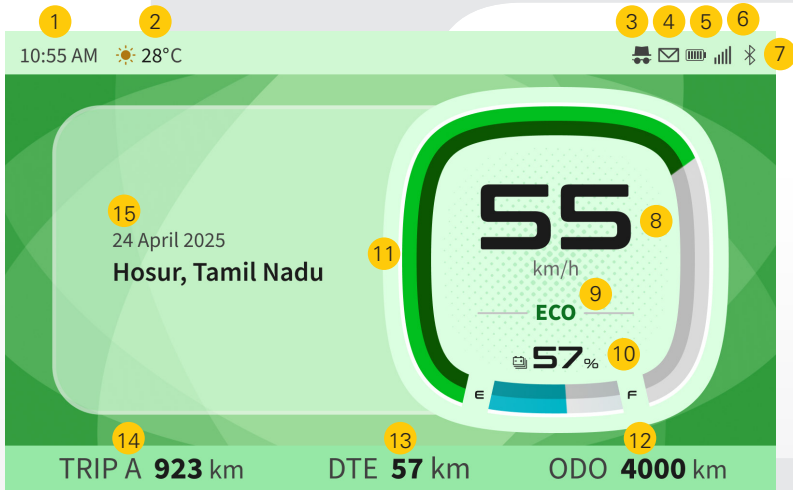 1
2
3
4
5
6
7
10:55 AM 28°C
15
24 April 2025
Hosur, Tamil Nadu
11
55
8
km/h
9
ECO
57%
10
E F
14
13
12
TRIP A 923 km
DTE 57 km
ODO 4000 km